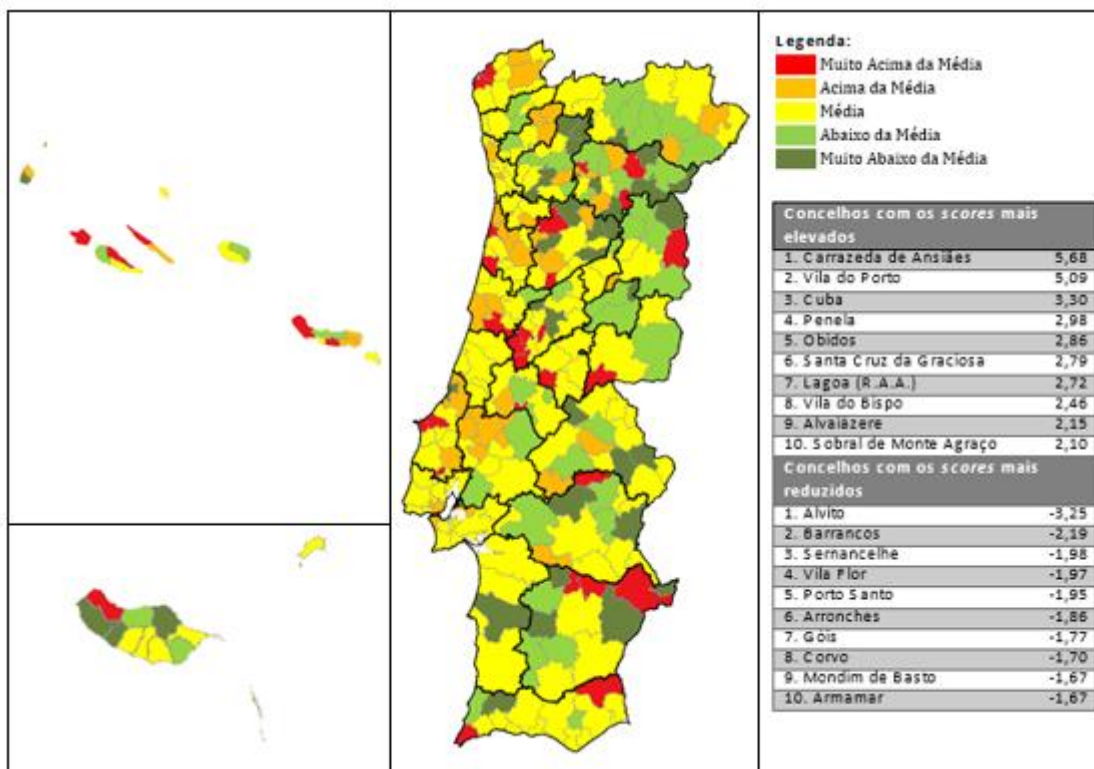 Legenda:
Muito Acima da Média
Acima da Média
Média
Abaixo da Média
Muito Abaixo da Média
Concelhos com os scores mais
elevados
1. Carrazeda de Ansiães 5,68
2. Vila do Porto 5,09
3. Cuba 3,30
4. Penela 2,98
5. Obidos 2,86
6. Santa Cruz da Graciosa 2,79
7. Lagoa (R.A.A.) 2,72
8. Vila do Bispo 2,46
9. Alvaiázere 2,15
10. Sobral de Monte Agraço 2,10
Concelhos com os scores mais
reduzidos
1. Alvito -3,25
2. Barrancos -2,19
3. Sernancelhe -1,98
4. Vila Flor -1,97
5. Porto Santo -1,95
6. Arronches -1,86
7. Góis -1,77
8. Corvo -1,70
9. Mondim de Basto -1,67
10. Armamar -1,67